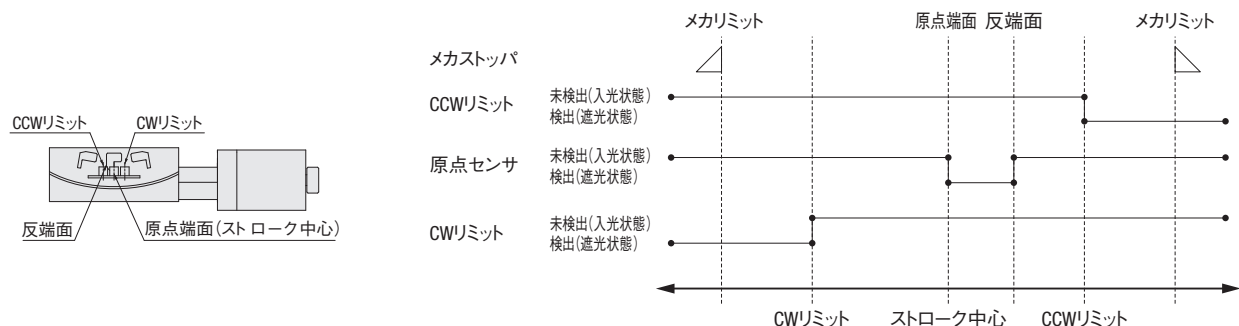 CCWリミット
CWリミット
反端面
原点端面(ストローク中心)
メカリミット
原点端面
反端面
メカリミット
メカストッパ
CCWリミット
未検出(入光状態)
検出(遮光状態)
原点センサ
未検出(入光状態)
検出(遮光状態)
CWリミット
未検出(入光状態)
検出(遮光状態)
CWリミット
ストローク中心
CCWリミット